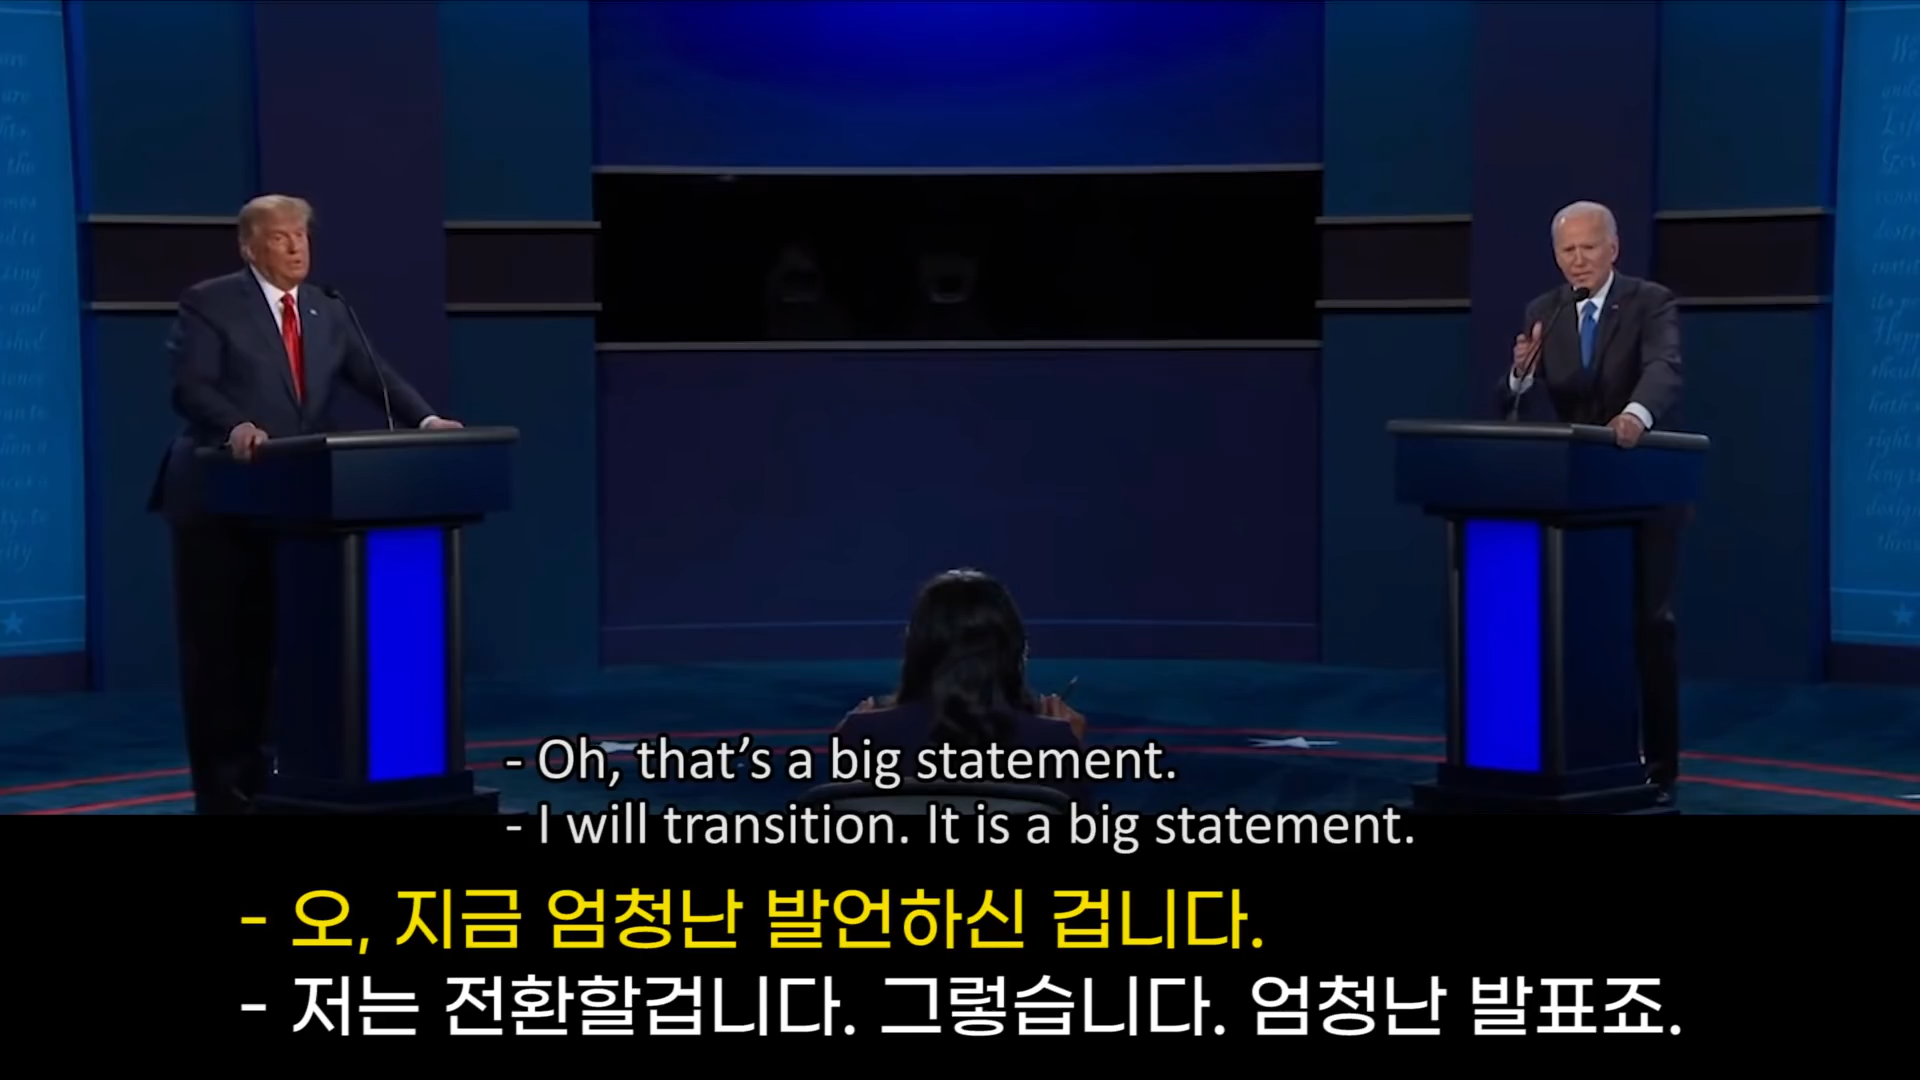 - Oh, that's a big statement.
- I will transition. It is a big statement.
- 오, 지금 엄청난 발언하신 겁니다.
- 저는 전환할겁니다. 그렇습니다. 엄청난 발표죠.